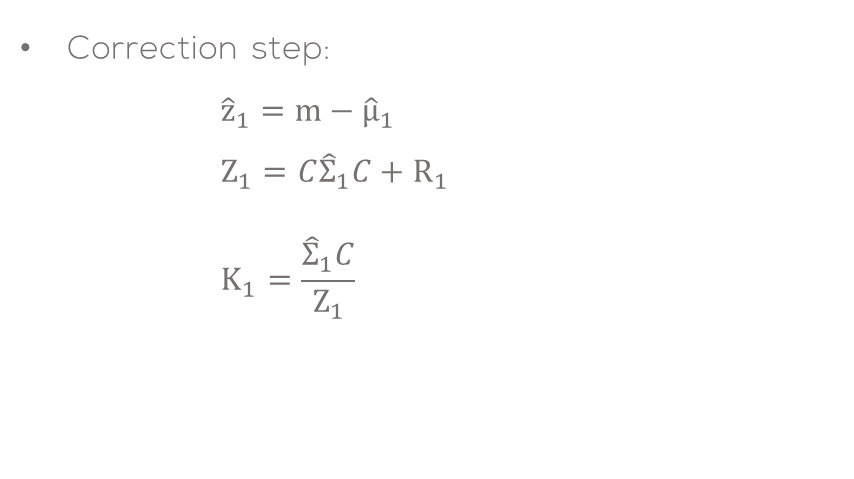 • Correction step:
ẑ₁ = m − μ̂₁
Z₁ = CΣ̂₁C + R₁
K₁ = Σ̂₁C / Z₁